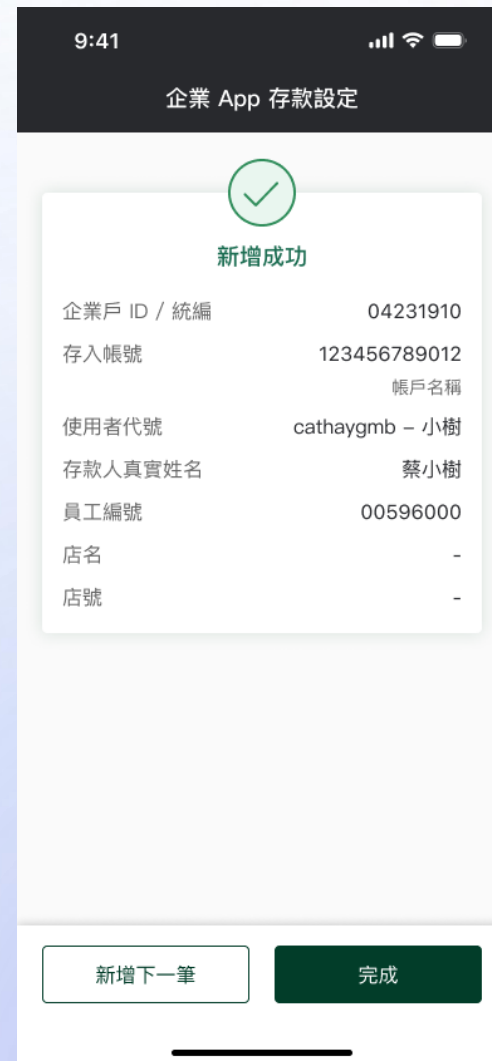 9:41
企業 App 存款設定
新增成功
企業戶 ID / 統編 04231910
存入帳號 123456789012
帳戶名稱
使用者代號 cathaygmb – 小樹
存款人真實姓名 蔡小樹
員工編號 00596000
店名 -
店號 -
新增下一筆 完成